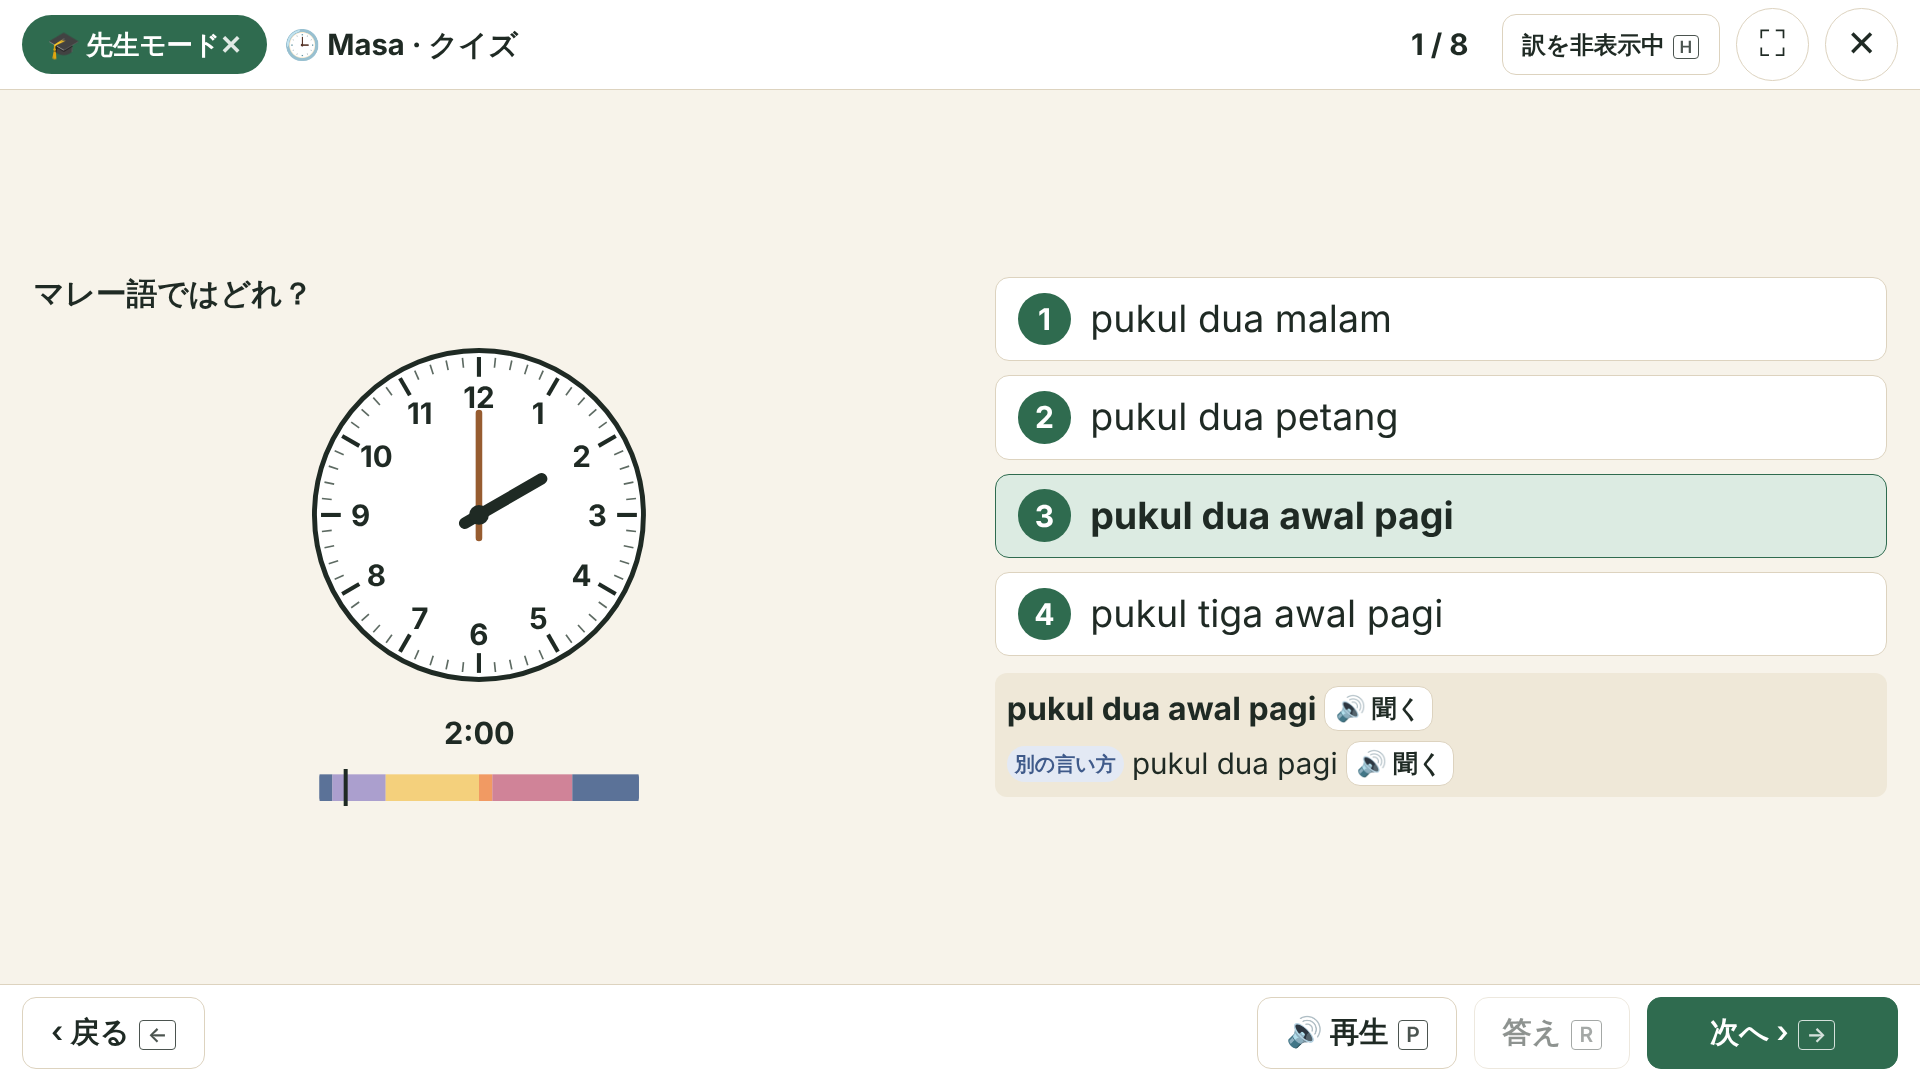 🎓 先生モード✕
🕒 Masa · クイズ
1 / 8
訳を非表示中 H
✕
マレー語ではどれ？
12
1
2
3
4
5
6
7
8
9
10
11
2:00
1 pukul dua malam
2 pukul dua petang
3 pukul dua awal pagi
4 pukul tiga awal pagi
pukul dua awal pagi 🔊 聞く
別の言い方 pukul dua pagi 🔊 聞く
‹ 戻る ←
🔊 再生 P
答え R
次へ › →